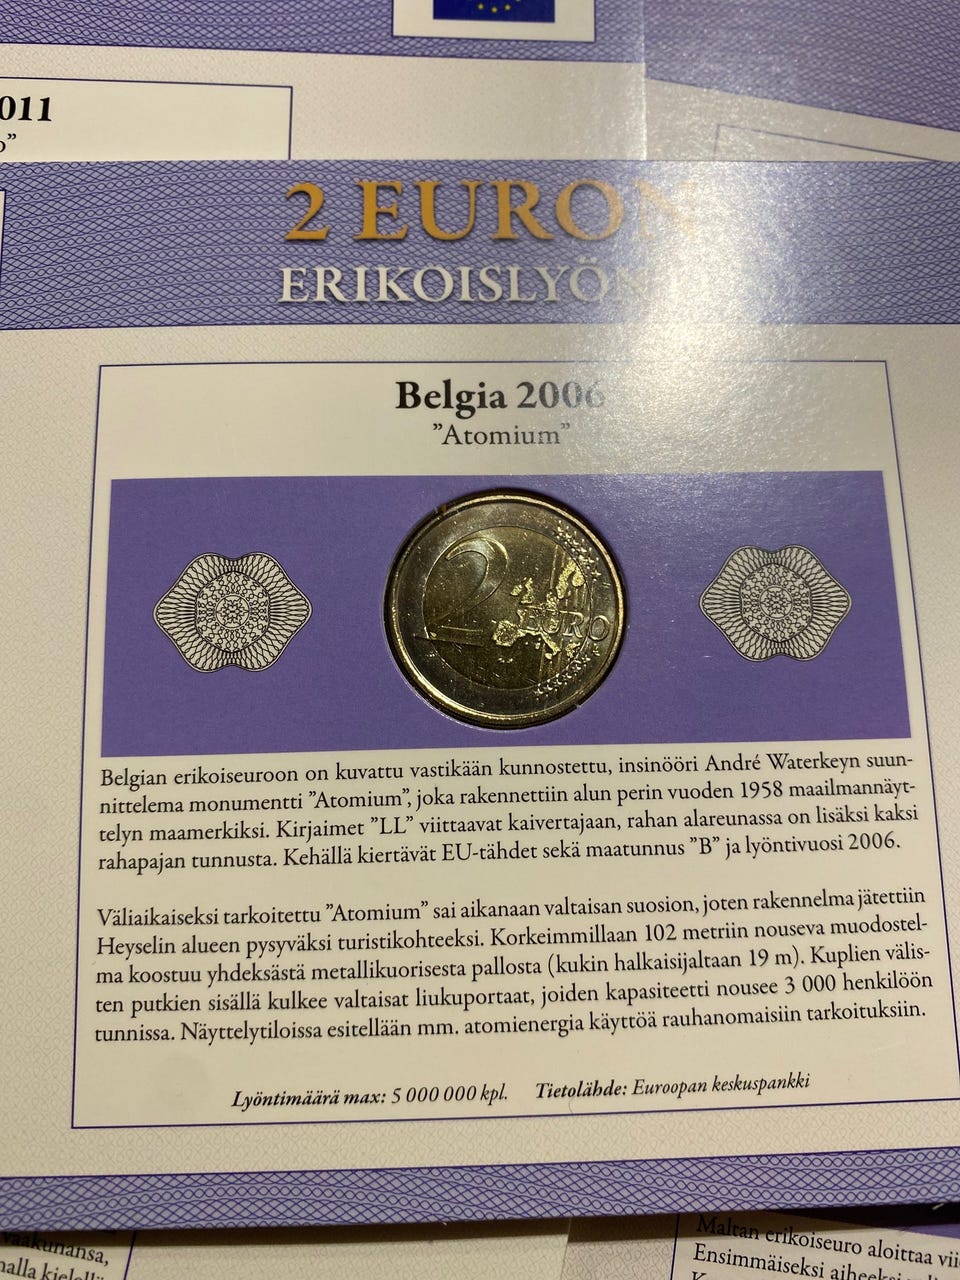 011
o”
2 EURON
ERIKOISLYÖN
Belgia 2006
”Atomium”
2 EURO
Belgian erikoiseuroon on kuvattu vastikään kunnostettu, insinööri André Waterkeyn suun-
nittelema monumentti ”Atomium”, joka rakennettiin alun perin vuoden 1958 maailmannäyt-
telyn maamerkiksi. Kirjaimet ”LL” viittaavat kaivertajaan, rahan alareunassa on lisäksi kaksi
rahapajan tunnusta. Kehällä kiertävät EU-tähdet sekä maatunnus ”B” ja lyöntivuosi 2006.
Väliaikaiseksi tarkoitettu ”Atomium” sai aikanaan valtaisan suosion, joten rakennelma jätettiin
Heyselin alueen pysyväksi turistikohteeksi. Korkeimmillaan 102 metriin nouseva muodostel-
ma koostuu yhdeksästä metallikuorisesta pallosta (kukin halkaisijaltaan 19 m). Kuplien välis-
ten putkien sisällä kulkee valtaisat liukuportaat, joiden kapasiteetti nousee 3 000 henkilöön
tunnissa. Näyttelytiloissa esitellään mm. atomienergia käyttöä rauhanomaisiin tarkoituksiin.
Lyöntimäärä max: 5 000 000 kpl. Tietolähde: Euroopan keskuspankki
vaakunansa,
Maltan erikoiseuro aloittaa vii
Ensimmäiseksi aiheeksi